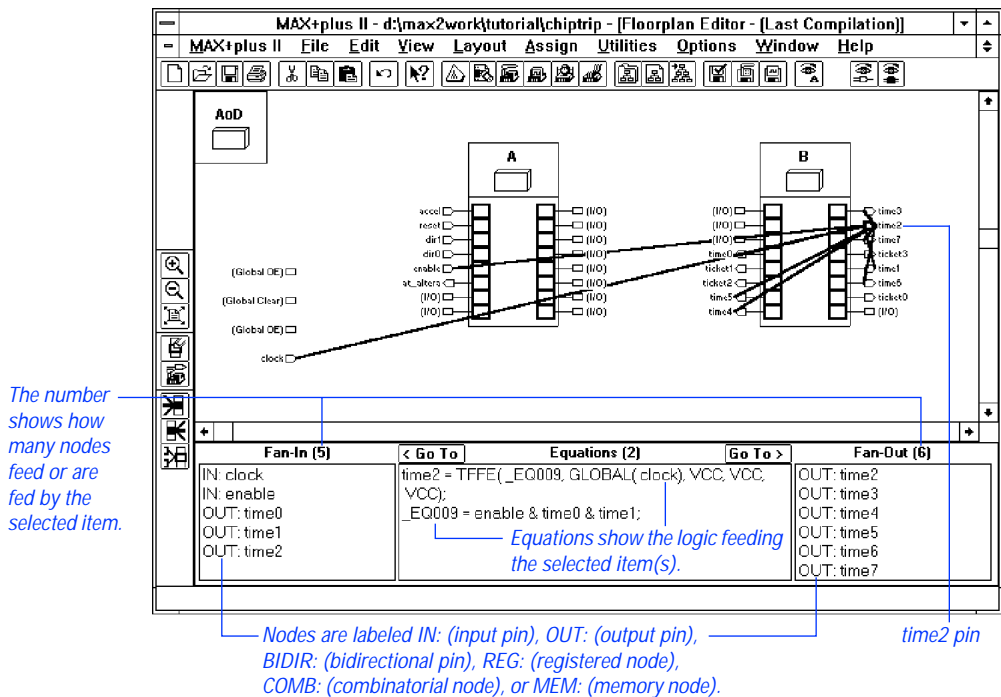 MAX+plus II - d:\max2work\tutorial\chiptrip - [Floorplan Editor - (Last Compilation)]
MAX+plus II File Edit View Layout Assign Utilities Options Window Help
AoD
A
B
accel
reset
dir1
dir0
enable
at_altera
(I/O)
(I/O)
(I/O)
(I/O)
(I/O)
(I/O)
(I/O)
(I/O)
(I/O)
(I/O)
(I/O)
(I/O)
(I/O)
time0
ticket1
ticket2
time5
time4
time3
time2
time7
ticket3
time1
time6
ticket0
(I/O)
(Global OE)
(Global Clear)
(Global OE)
clock
The number
shows how
many nodes
feed or are
fed by the
selected item.
Fan-In (5)
< Go To
Equations (2)
Go To >
Fan-Out (6)
IN: clock
IN: enable
OUT: time0
OUT: time1
OUT: time2
time2 = TFFE( _EQ009, GLOBAL( clock), VCC, VCC,
VCC);
_EQ009 = enable & time0 & time1;
Equations show the logic feeding
the selected item(s).
OUT: time2
OUT: time3
OUT: time4
OUT: time5
OUT: time6
OUT: time7
Nodes are labeled IN: (input pin), OUT: (output pin),
BIDIR: (bidirectional pin), REG: (registered node),
COMB: (combinatorial node), or MEM: (memory node).
time2 pin